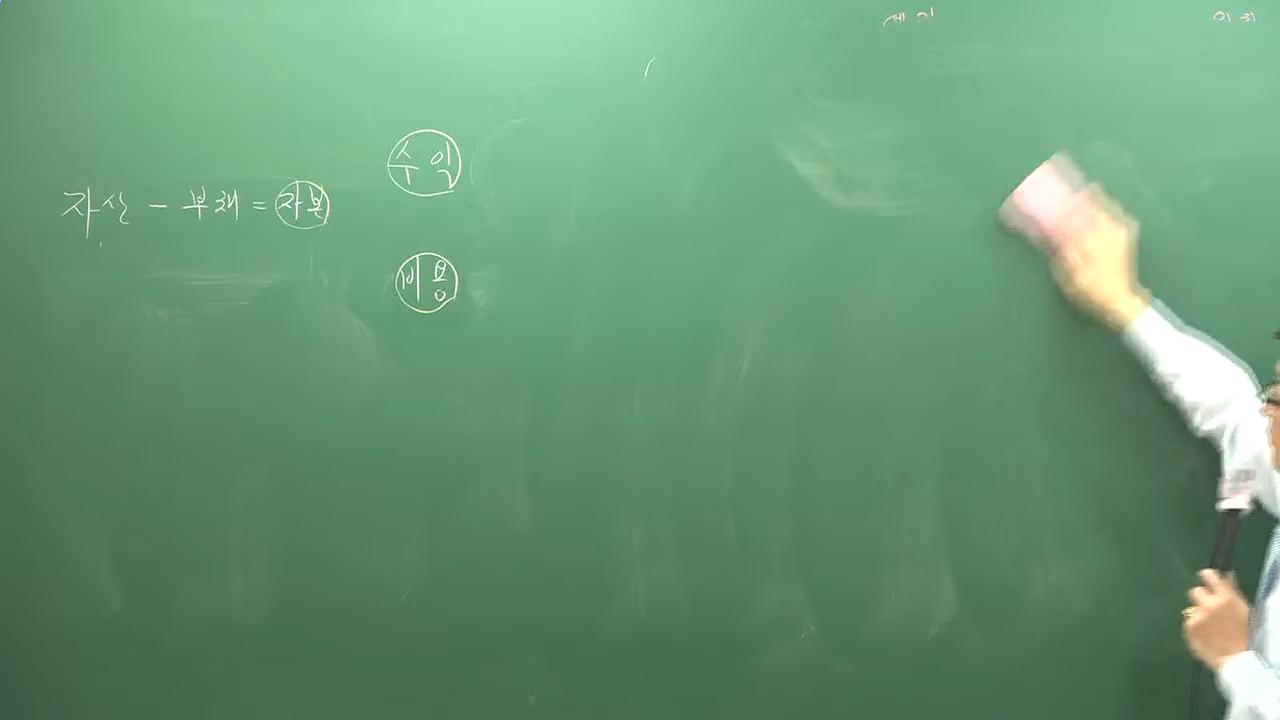 수익
자산 - 부채 = 자본
비용